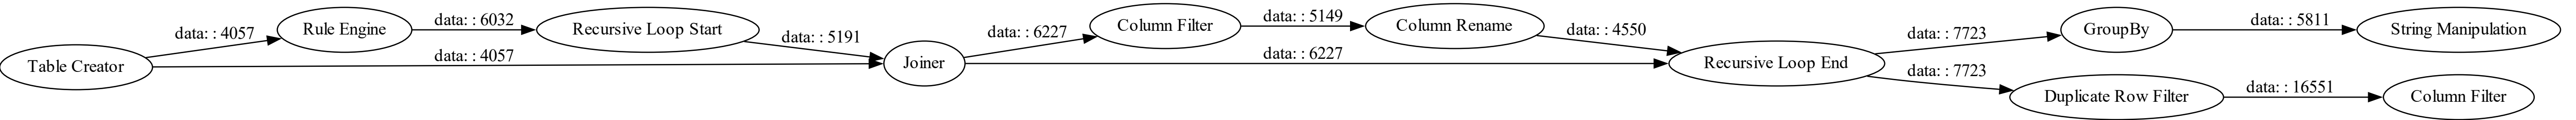 Table Creator
data: : 4057
data: : 4057
Rule Engine
data: : 6032
Recursive Loop Start
data: : 5191
Joiner
data: : 6227
data: : 6227
Column Filter
data: : 5149
Column Rename
data: : 4550
Recursive Loop End
data: : 7723
data: : 7723
GroupBy
data: : 5811
String Manipulation
Duplicate Row Filter
data: : 16551
Column Filter